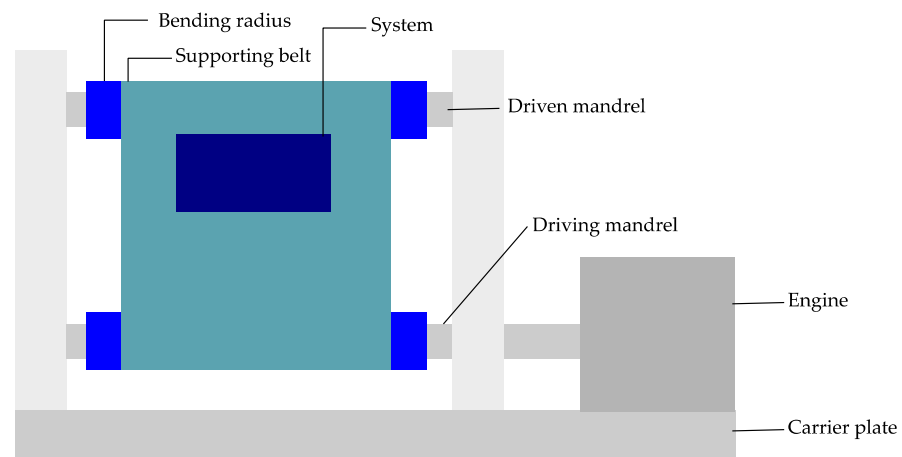 Bending radius
System
Supporting belt
Driven mandrel
Driving mandrel
Engine
Carrier plate